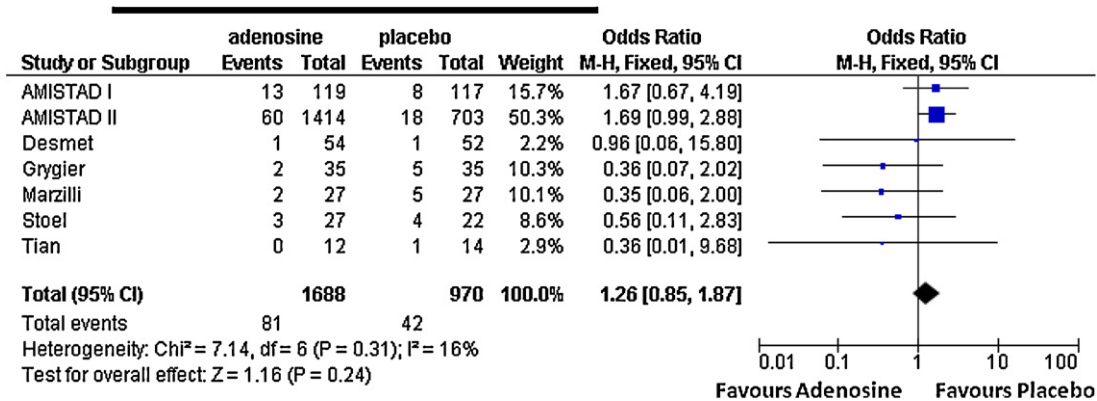 adenosine placebo Odds Ratio Odds Ratio
Study or Subgroup Events Total Events Total Weight M-H, Fixed, 95% CI M-H, Fixed, 95% CI
AMISTAD I 13 119 8 117 15.7% 1.67 [0.67, 4.19]
AMISTAD II 60 1414 18 703 50.3% 1.69 [0.99, 2.88]
Desmet 1 54 1 52 2.2% 0.96 [0.06, 15.80]
Grygier 2 35 5 35 10.3% 0.36 [0.07, 2.02]
Marzilli 2 27 5 27 10.1% 0.35 [0.06, 2.00]
Stoel 3 27 4 22 8.6% 0.56 [0.11, 2.83]
Tian 0 12 1 14 2.9% 0.36 [0.01, 9.68]
Total (95% CI) 1688 970 100.0% 1.26 [0.85, 1.87]
Total events 81 42
Heterogeneity: Chi² = 7.14, df = 6 (P = 0.31); I² = 16%
Test for overall effect: Z = 1.16 (P = 0.24)
0.01 0.1 1 10 100
Favours Adenosine Favours Placebo